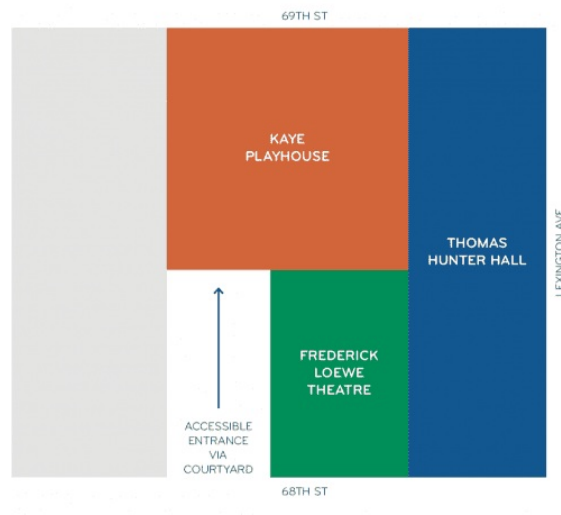 69TH ST
KAYE
PLAYHOUSE
THOMAS
HUNTER HALL
LEXINGTON AVE
FREDERICK
LOEWE
THEATRE
ACCESSIBLE
ENTRANCE
VIA
COURTYARD
68TH ST